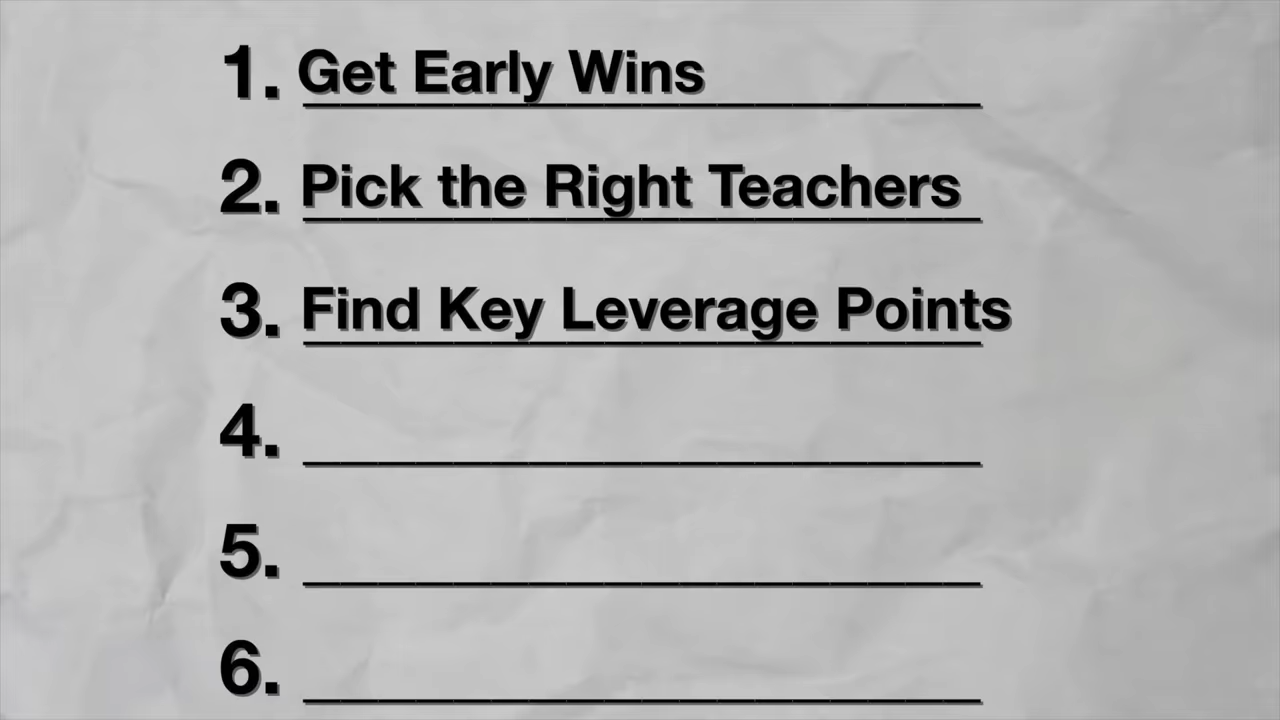 1. Get Early Wins
2. Pick the Right Teachers
3. Find Key Leverage Points
4.
5.
6.